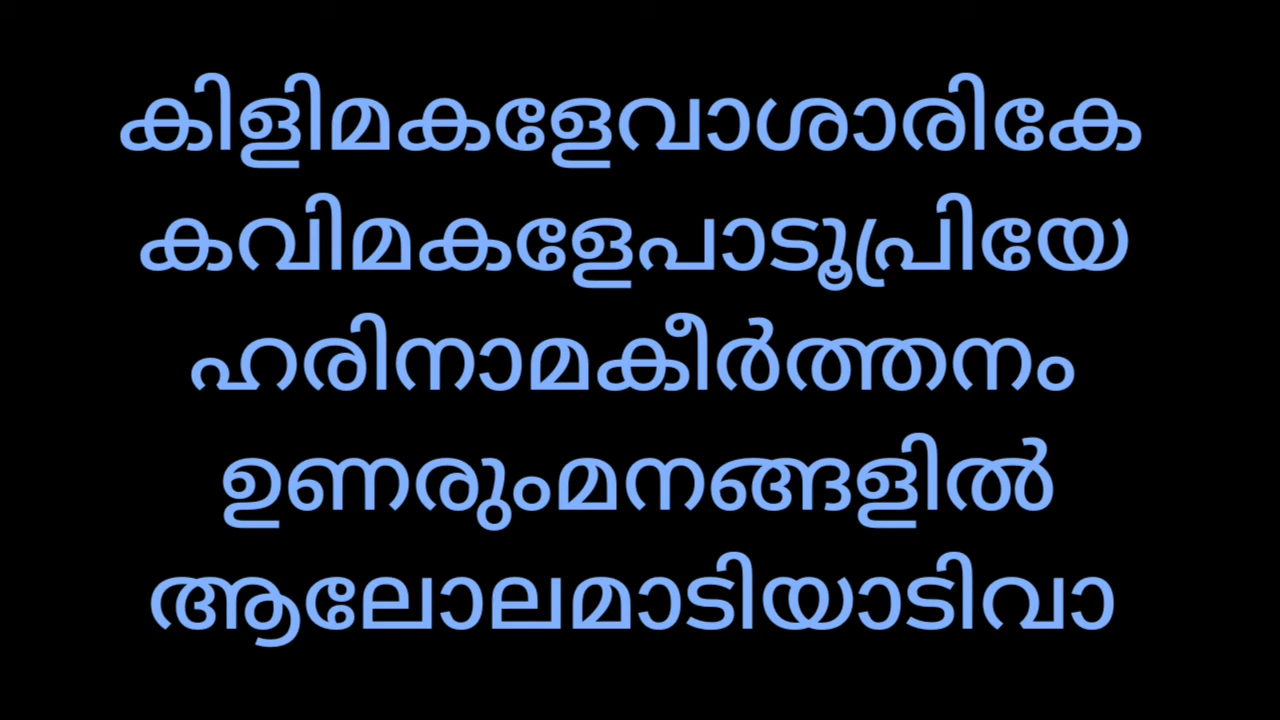 കിളിമകളേവാശാരികേ
കവിമകളേപാടൂപ്രിയേ
ഹരിനാമകീർത്തനം
ഉണരുംമനങ്ങളിൽ
ആലോലമാടിയാടിവാ